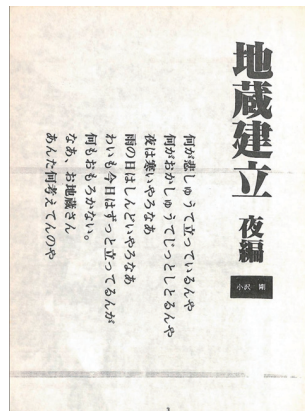 地蔵建立 夜編
小沢 剛
何が悲しゅうて立っているんや
何がおかしゅうてじっとしとるんや
夜は寒いやろなあ
雨の日はしんどいやろなあ
わいも今日はずっと立ってるんが
何もおもろかない。
なあ、お地蔵さん
あんた何考えてんのや